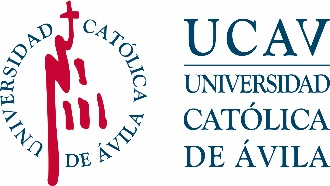 UNIVERSIDAD CATÓLICA DE ÁVILA
UCAV
UNIVERSIDAD
CATÓLICA
DE ÁVILA